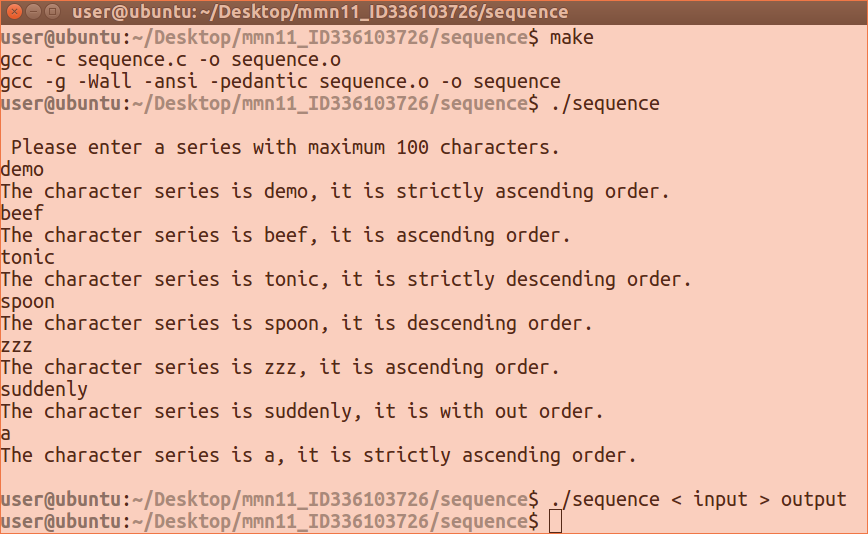 user@ubuntu: ~/Desktop/mmn11_ID336103726/sequence
user@ubuntu:~/Desktop/mmn11_ID336103726/sequence$ make
gcc -c sequence.c -o sequence.o
gcc -g -Wall -ansi -pedantic sequence.o -o sequence
user@ubuntu:~/Desktop/mmn11_ID336103726/sequence$ ./sequence

 Please enter a series with maximum 100 characters.
demo
The character series is demo, it is strictly ascending order.
beef
The character series is beef, it is ascending order.
tonic
The character series is tonic, it is strictly descending order.
spoon
The character series is spoon, it is descending order.
zzz
The character series is zzz, it is ascending order.
suddenly
The character series is suddenly, it is with out order.
a
The character series is a, it is strictly ascending order.

user@ubuntu:~/Desktop/mmn11_ID336103726/sequence$ ./sequence < input > output
user@ubuntu:~/Desktop/mmn11_ID336103726/sequence$